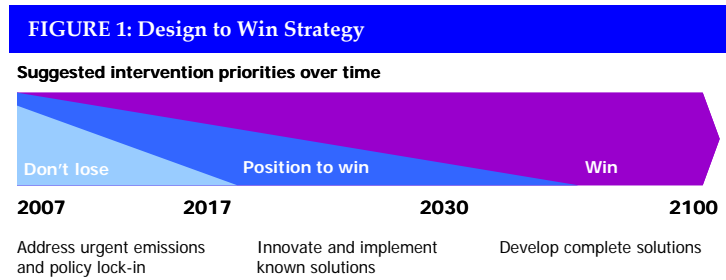 FIGURE 1: Design to Win Strategy
Suggested intervention priorities over time
Don't lose
Position to win
Win
2007
2017
2030
2100
Address urgent emissions
and policy lock-in
Innovate and implement
known solutions
Develop complete solutions